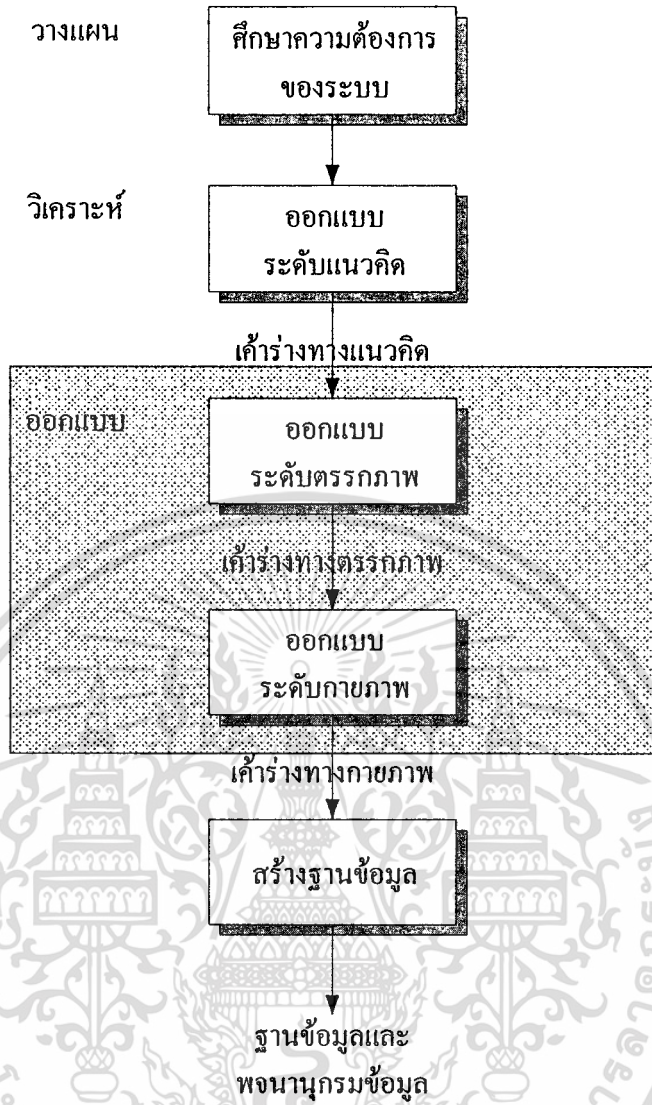 วางแผน
ศึกษาความต้องการ
ของระบบ
วิเคราะห์
ออกแบบ
ระดับแนวคิด
เค้าร่างทางแนวคิด
ออกแบบ
ออกแบบ
ระดับตรรกภาพ
เค้าร่างทางตรรกภาพ
ออกแบบ
ระดับกายภาพ
เค้าร่างทางกายภาพ
สร้างฐานข้อมูล
ฐานข้อมูลและ
พจนานุกรมข้อมูล